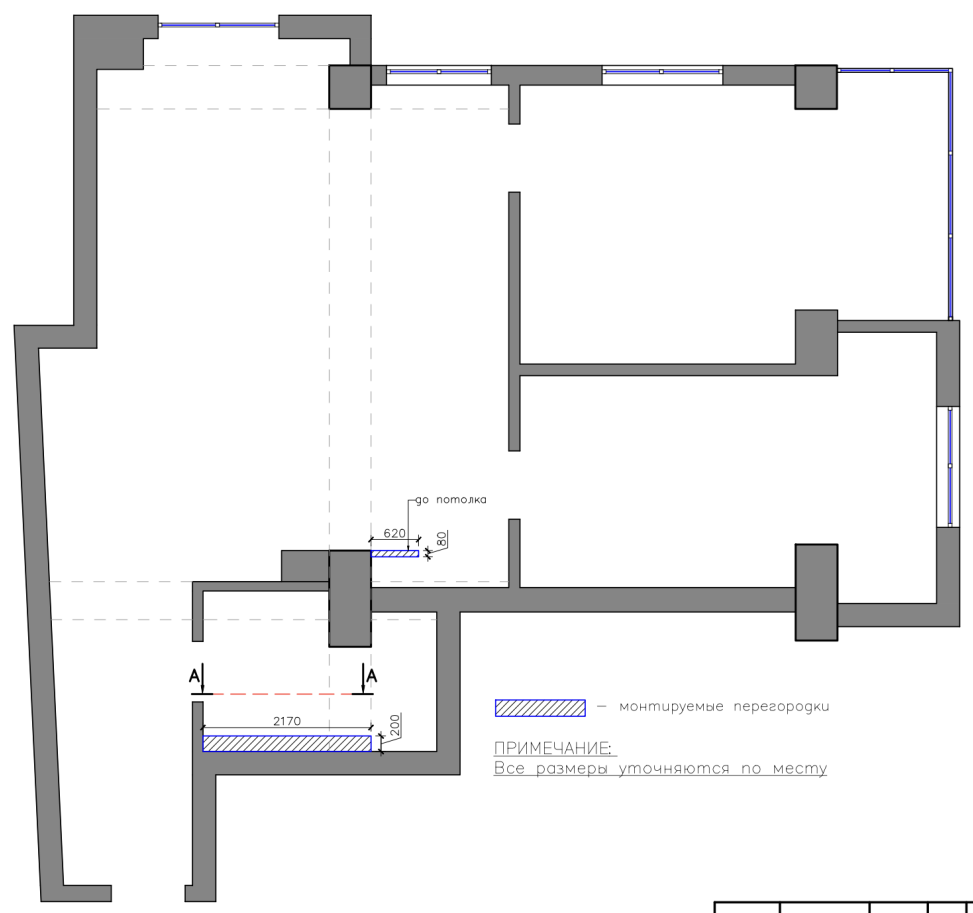 до потолка
620
80
А
А
2170
200
– монтируемые перегородки
ПРИМЕЧАНИЕ:
Все размеры уточняются по месту